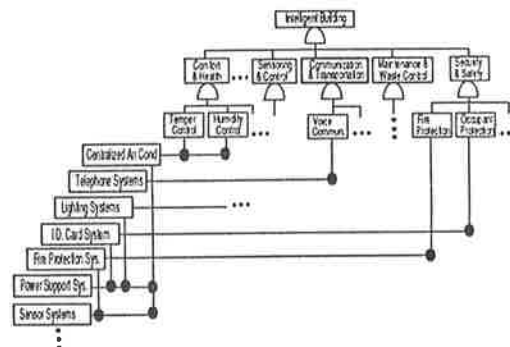 Intelligent Building
Comfort
& Health
Sensoring
& Control
Communication
& Transportation
Maintenance &
Waste Control
Security
& Safety
Temper.
Control
Humidity
Control
Voice
Commun.
Fire
Protection
Occupant
Protection
Centralized Air Cond
Telephone Systems
Lighting Systems
I.D. Card System
Fire Protection Sys.
Power Support Sys.
Sensor Systems